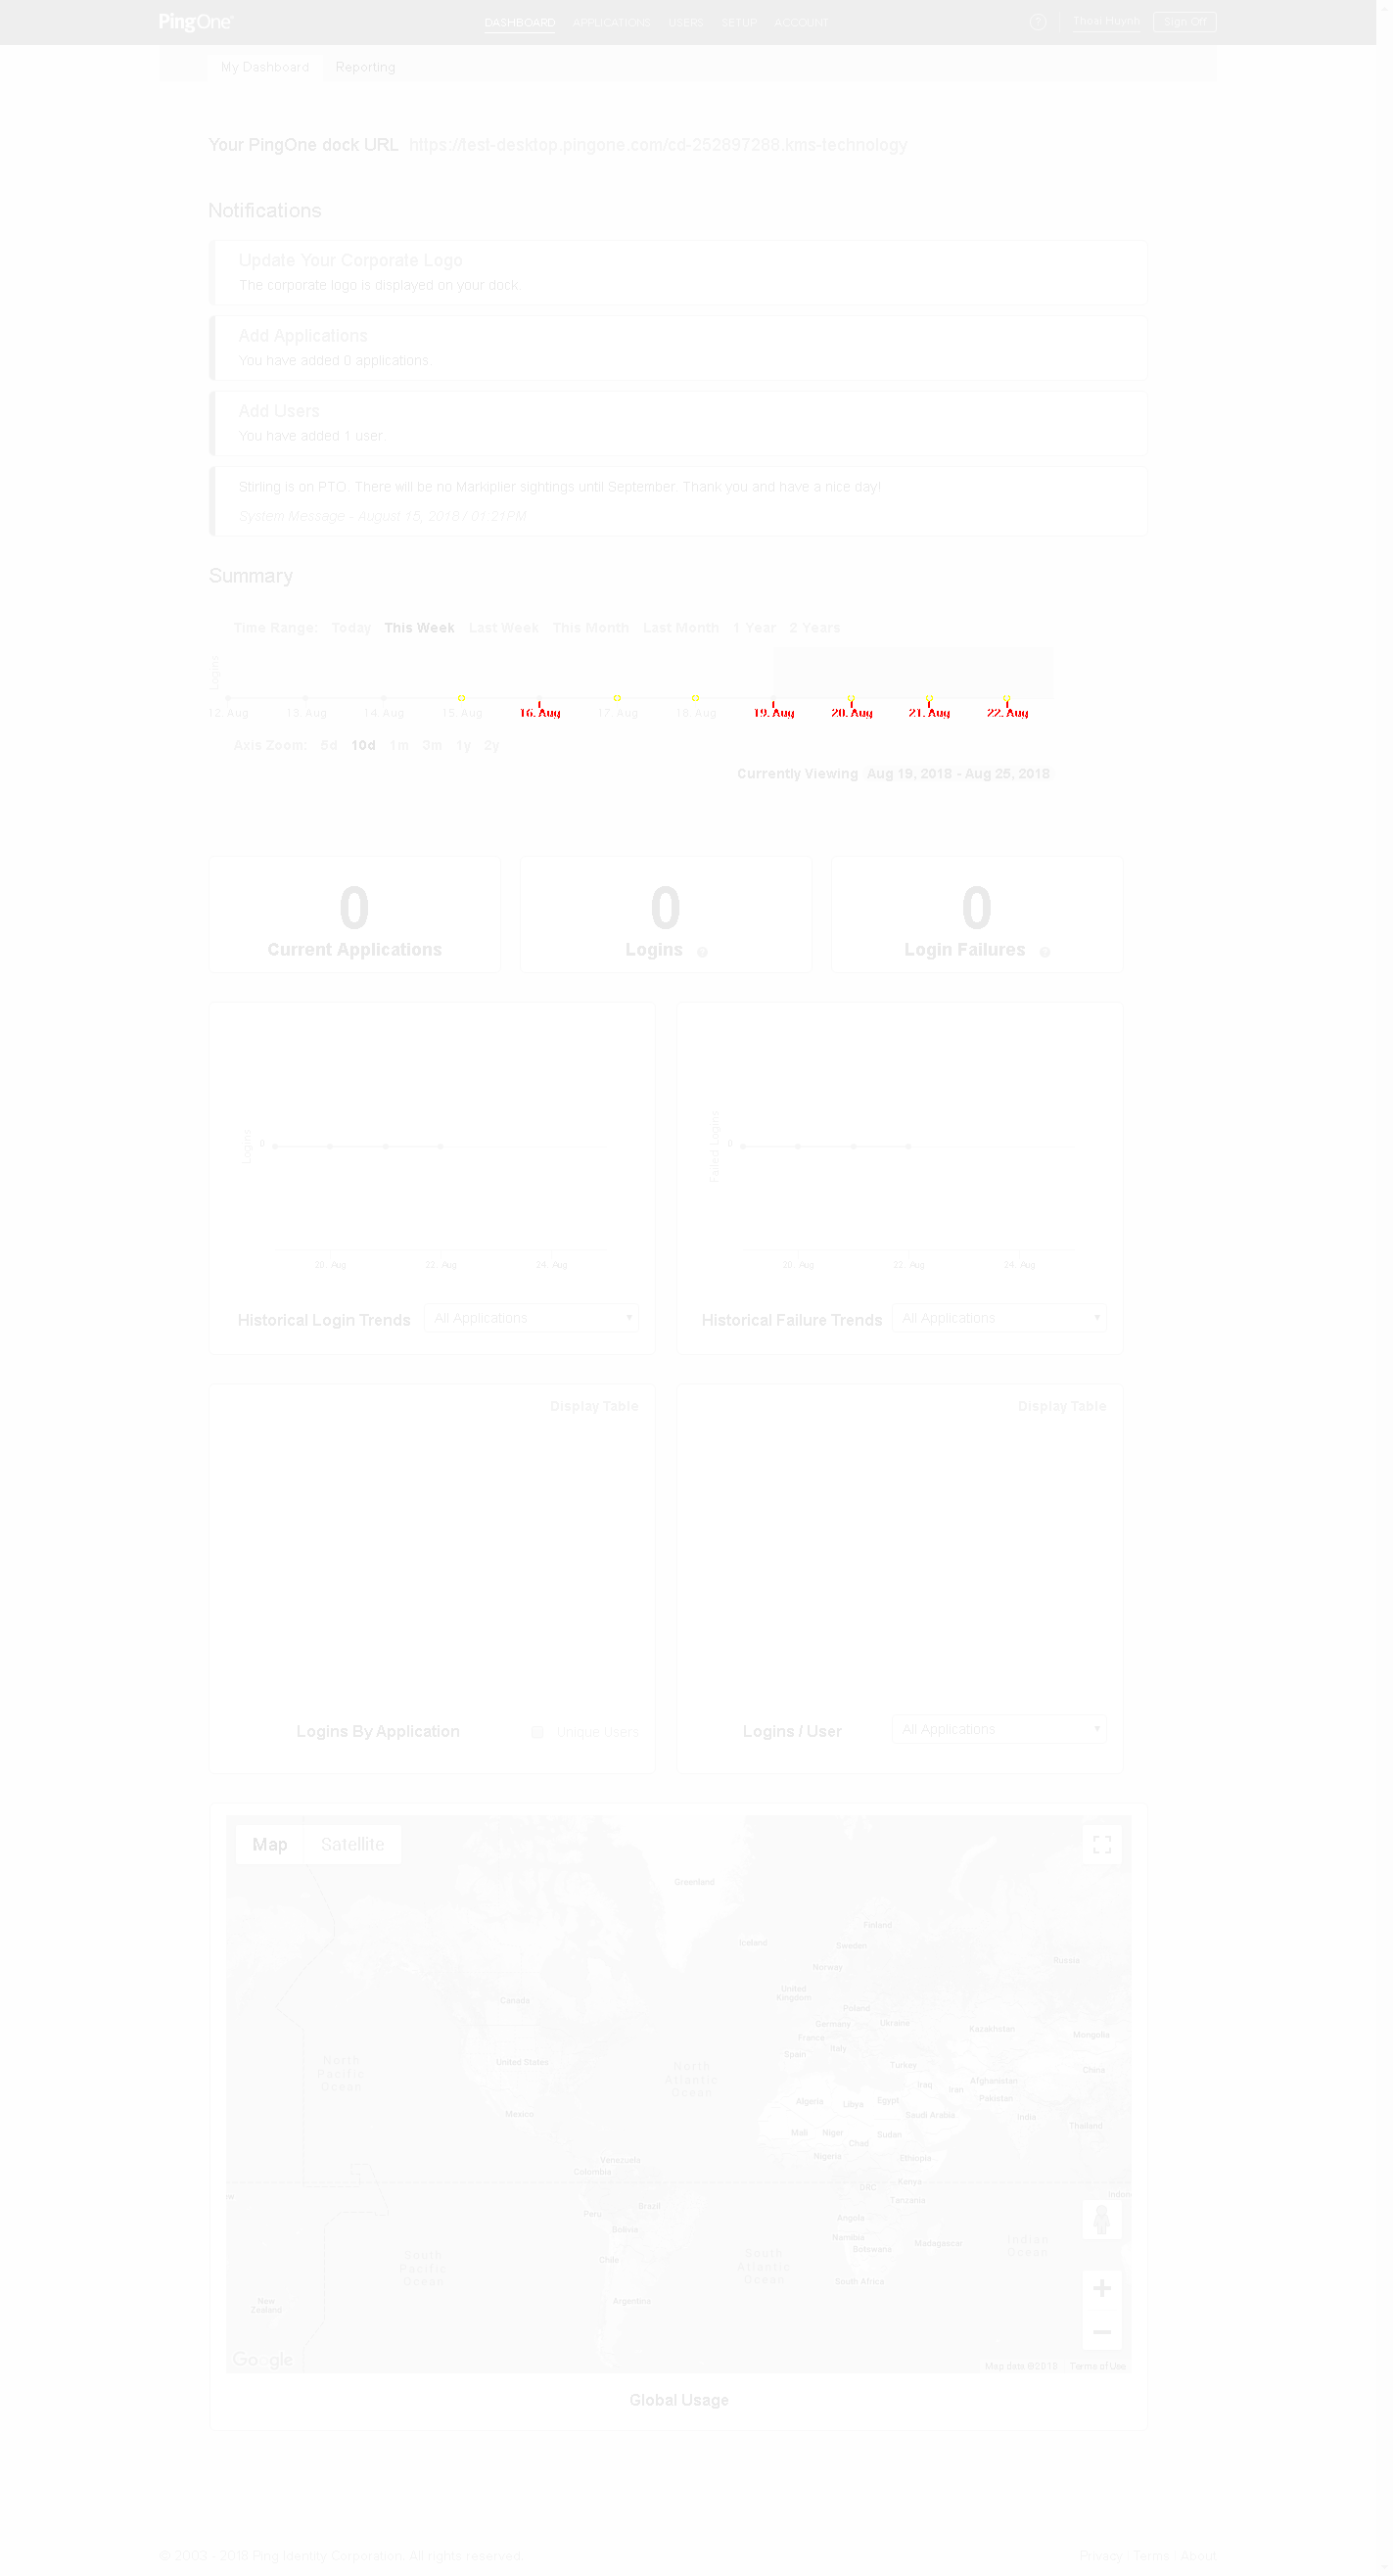 PingOne
DASHBOARD APPLICATIONS USERS SETUP ACCOUNT
? Thoai Huynh Sign Off
My Dashboard Reporting
Your PingOne dock URL https://test-desktop.pingone.com/cd-252897288.kms-technology
Notifications
Update Your Corporate Logo
The corporate logo is displayed on your dock.
Add Applications
You have added 0 applications.
Add Users
You have added 1 user.
Stirling is on PTO. There will be no Markiplier sightings until September. Thank you and have a nice day!
System Message - August 15, 2018 / 01:21PM
Summary
Time Range: Today This Week Last Week This Month Last Month 1 Year 2 Years
Logins
12. Aug 13. Aug 14. Aug 15. Aug 16. Aug 17. Aug 18. Aug 19. Aug 20. Aug 21. Aug 22. Aug
Axis Zoom: 5d 10d 1m 3m 1y 2y
Currently Viewing Aug 19, 2018 - Aug 25, 2018
0 0 0
Current Applications Logins ? Login Failures ?
Logins 0 Failed Logins 0
20. Aug 22. Aug 24. Aug 20. Aug 22. Aug 24. Aug
Historical Login Trends All Applications Historical Failure Trends All Applications
Display Table Display Table
Logins By Application Unique Users Logins / User All Applications
Map Satellite
Greenland
Finland
Iceland Sweden
Russia
Norway
United
Kingdom
Canada
Poland
Germany Ukraine
Kazakhstan
France Mongolia
Italy
Spain
United States
North
Pacific
Ocean
North
Atlantic
Ocean
Turkey
China
Iraq Iran Afghanistan
Pakistan
Algeria Libya Egypt
Mexico Saudi Arabia India
Thailand
Mali Niger Sudan
Chad
Nigeria Ethiopia
Venezuela
Colombia
Kenya
DRC
Tanzania
Indon
Brazil
Peru
Angola
Bolivia
Namibia Madagascar
Botswana
Indian
Ocean
South
Pacific
Ocean
South
Atlantic
Ocean
Chile
South Africa
New
Zealand
Argentina
Google
Map data ©2018 Terms of Use
Global Usage
© 2003 - 2018 Ping Identity Corporation. All rights reserved.
Privacy | Terms | About